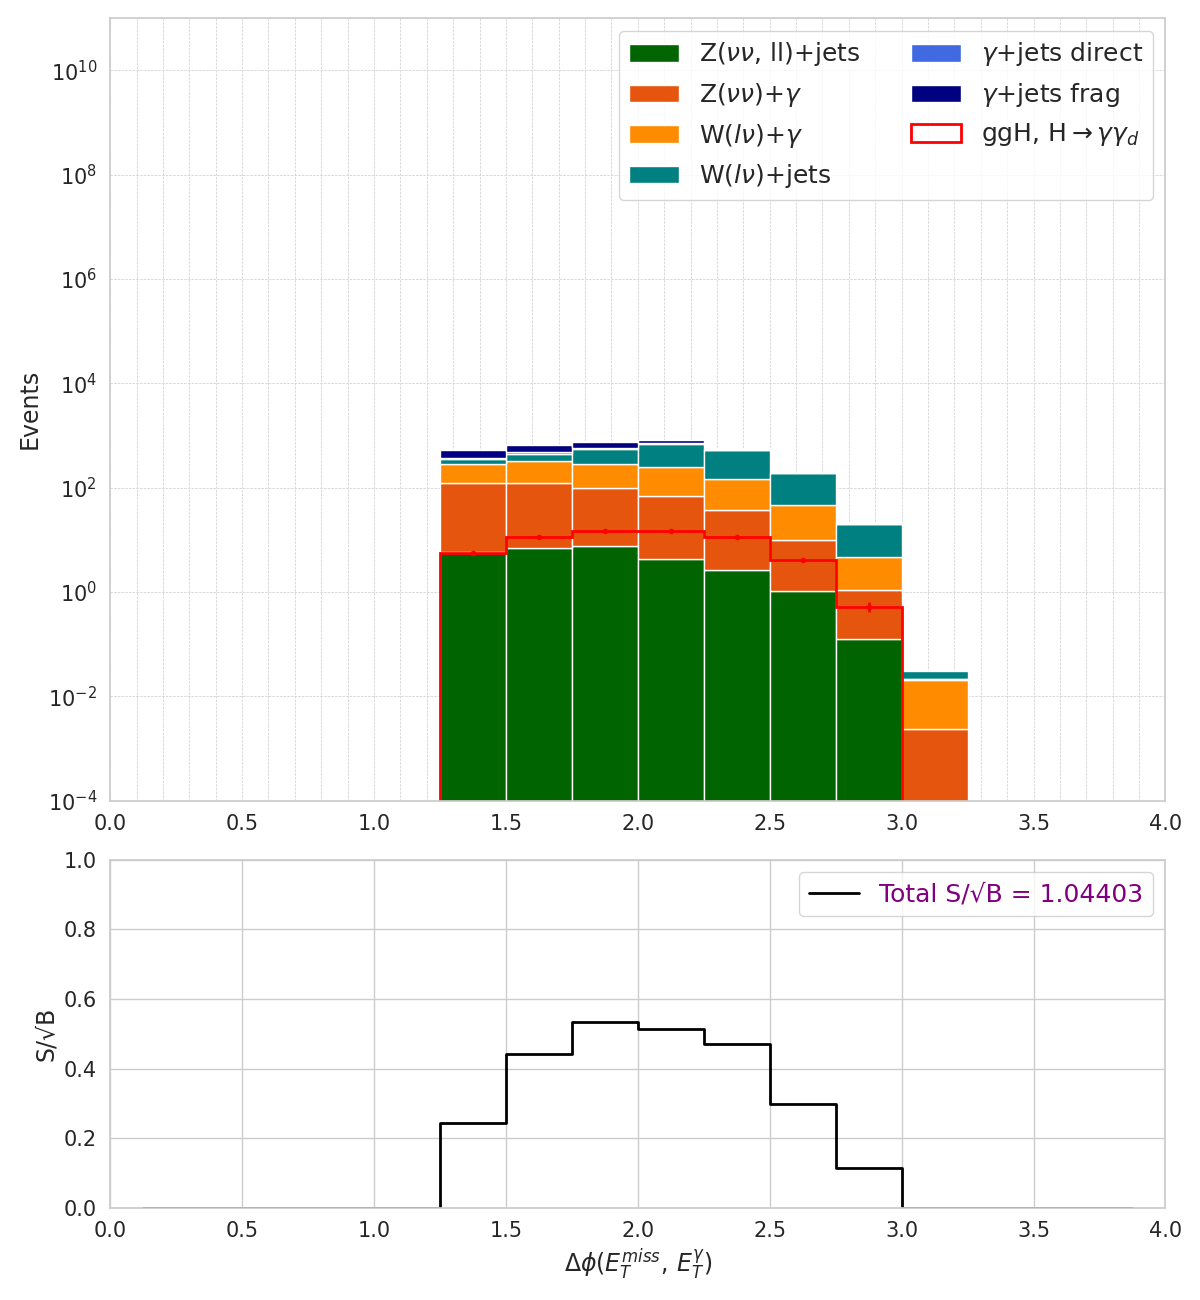 Z(νν, ll)+jets
Z(νν)+γ
W(lν)+γ
W(lν)+jets
γ+jets direct
γ+jets frag
ggH, H→γγ_d
Events
10^10
10^8
10^6
10^4
10^2
10^0
10^−2
10^−4
0.0 0.5 1.0 1.5 2.0 2.5 3.0 3.5 4.0
Total S/√B = 1.04403
S/√B
1.0
0.8
0.6
0.4
0.2
0.0
0.0 0.5 1.0 1.5 2.0 2.5 3.0 3.5 4.0
Δϕ(E_T^miss, E_T^γ)